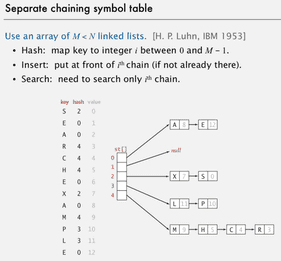 Separate chaining symbol table
Use an array of M < N linked lists. [H. P. Luhn, IBM 1953]
• Hash: map key to integer i between 0 and M − 1.
• Insert: put at front of iᵗʰ chain (if not already there).
• Search: need to search only iᵗʰ chain.
key hash value
S 2 0
E 0 1
A 0 2
R 4 3
C 4 4
H 4 5
E 0 6
X 2 7
A 0 8
M 4 9
P 3 10
L 3 11
E 0 12
st[]
0
1
2
3
4
A 8 E 12
null
X 7 S 0
L 11 P 10
M 9 H 5 C 4 R 3